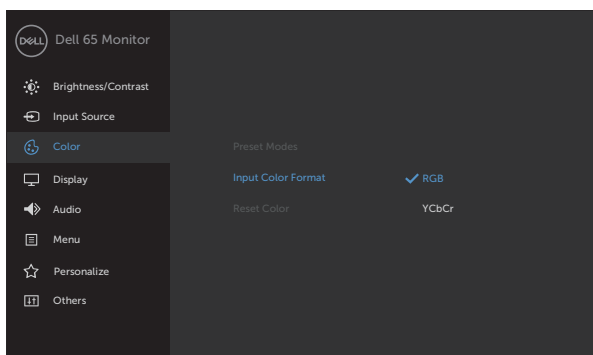 DELL
Dell 65 Monitor
Brightness/Contrast
Input Source
Color
Preset Modes
Display
Input Color Format
RGB
Audio
Reset Color
YCbCr
Menu
Personalize
Others